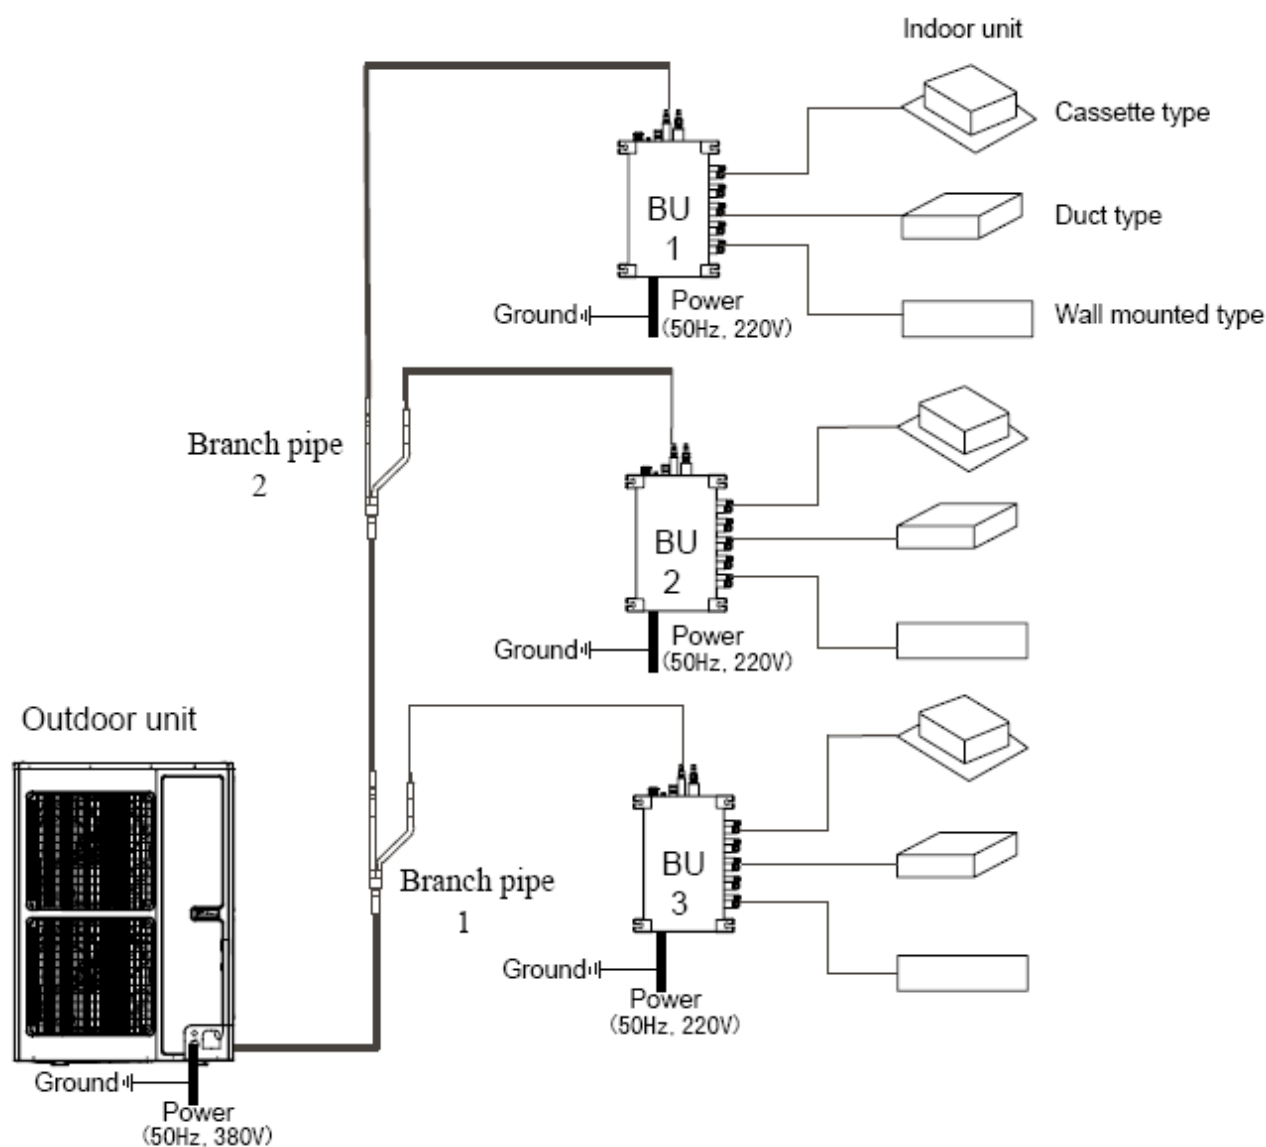 Indoor unit
Cassette type
BU
1
Duct type
Ground
Power
(50Hz, 220V)
Wall mounted type
Branch pipe
2
BU
2
Ground
Power
(50Hz, 220V)
Outdoor unit
Branch pipe
1
BU
3
Ground
Power
(50Hz, 220V)
Ground
Power
(50Hz, 380V)